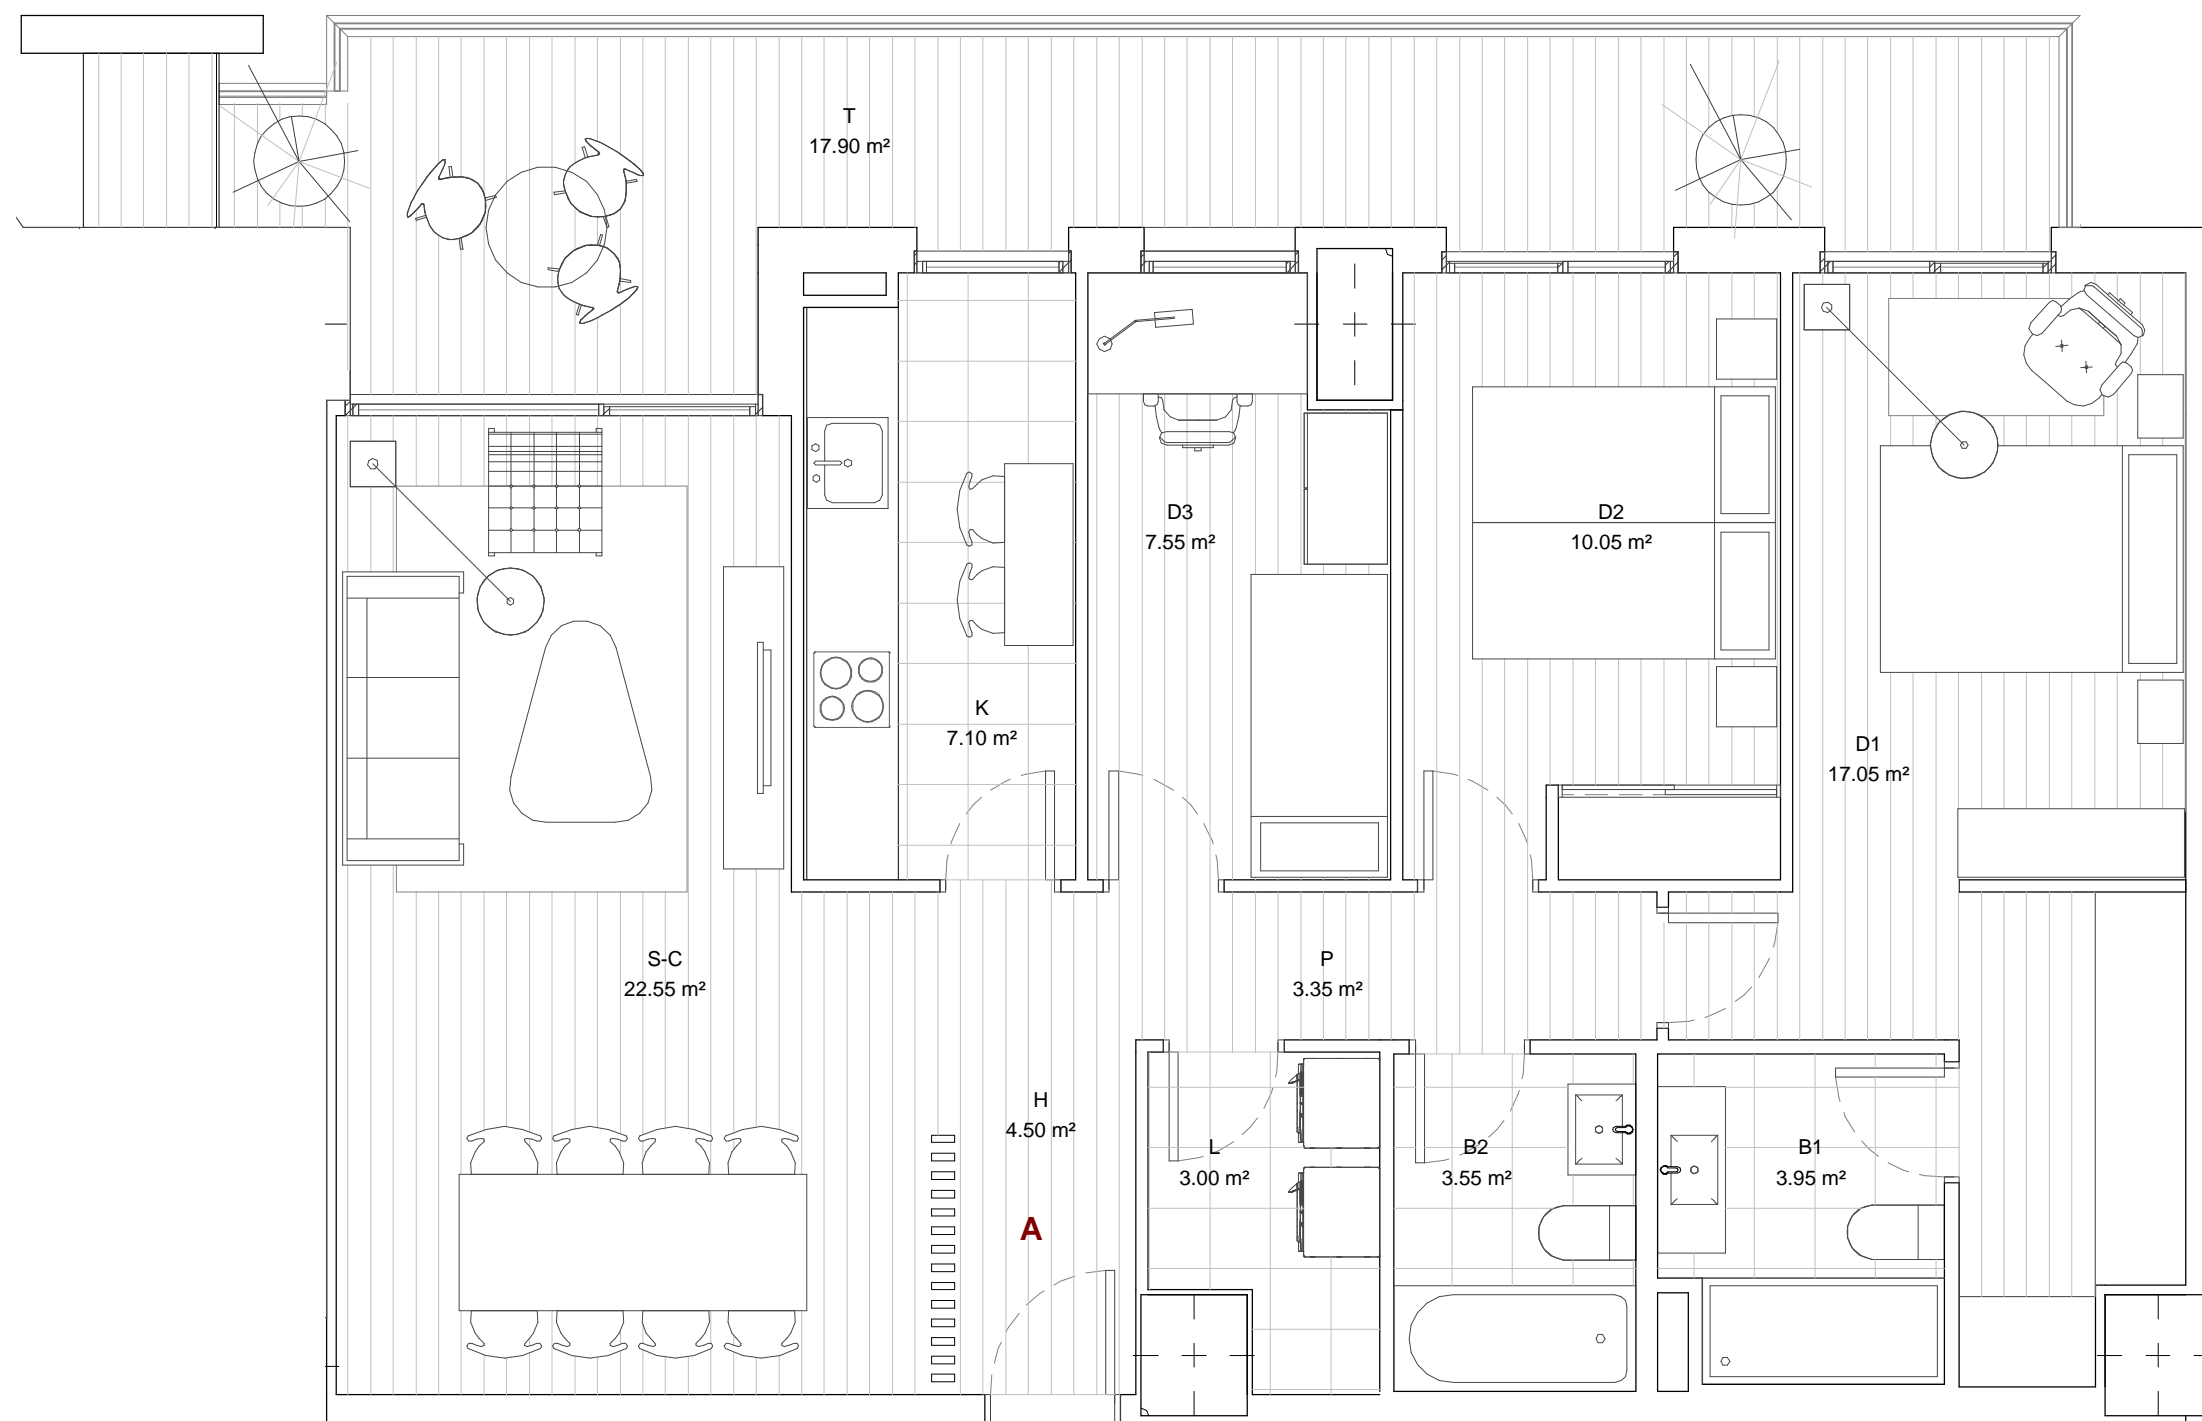 T
17.90 m²
D3
7.55 m²
D2
10.05 m²
K
7.10 m²
D1
17.05 m²
S-C
22.55 m²
P
3.35 m²
H
4.50 m²
L
3.00 m²
B2
3.55 m²
B1
3.95 m²
A